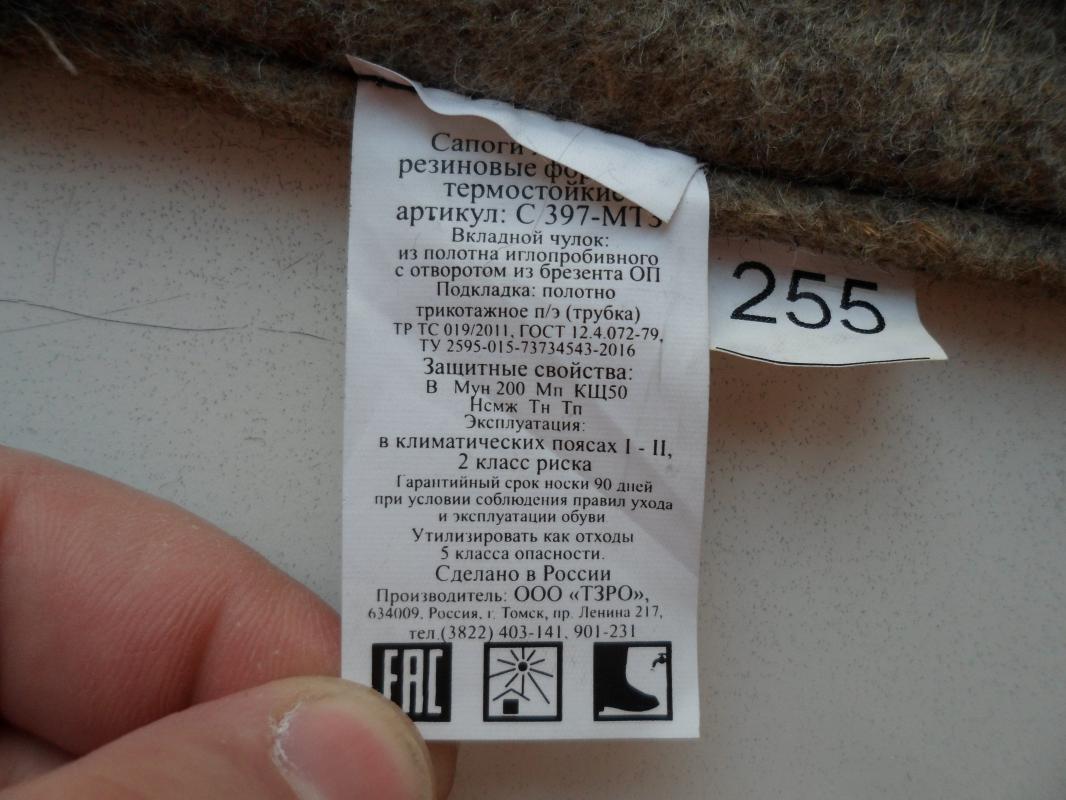 Сапоги
резиновые
термостойкие
артикул: С 397-МТ3
Вкладной чулок:
из полотна иглопробивного
с отворотом из брезента ОП
Подкладка: полотно
трикотажное п/э (трубка)
ТР ТС 019/2011, ГОСТ 12.4.072-79,
ТУ 2595-015-73734543-2016
Защитные свойства:
В Мун 200 Мп КЩ50
Нсмж Тн Тп
Эксплуатация:
в климатических поясах I - II,
2 класс риска
Гарантийный срок носки 90 дней
при условии соблюдения правил ухода
и эксплуатации обуви
Утилизировать как отходы
5 класса опасности.
Сделано в России
Производитель: ООО «ТЗРО»,
634009, Россия, г. Томск, пр. Ленина 217,
тел.(3822) 403-141, 901-231
EAC
255